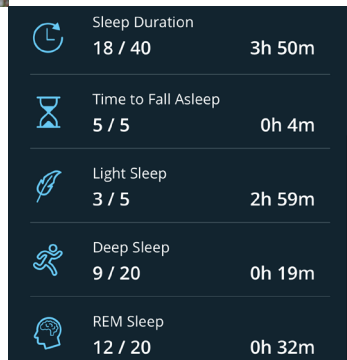 Sleep Duration
18 / 40 3h 50m
Time to Fall Asleep
5 / 5 0h 4m
Light Sleep
3 / 5 2h 59m
Deep Sleep
9 / 20 0h 19m
REM Sleep
12 / 20 0h 32m